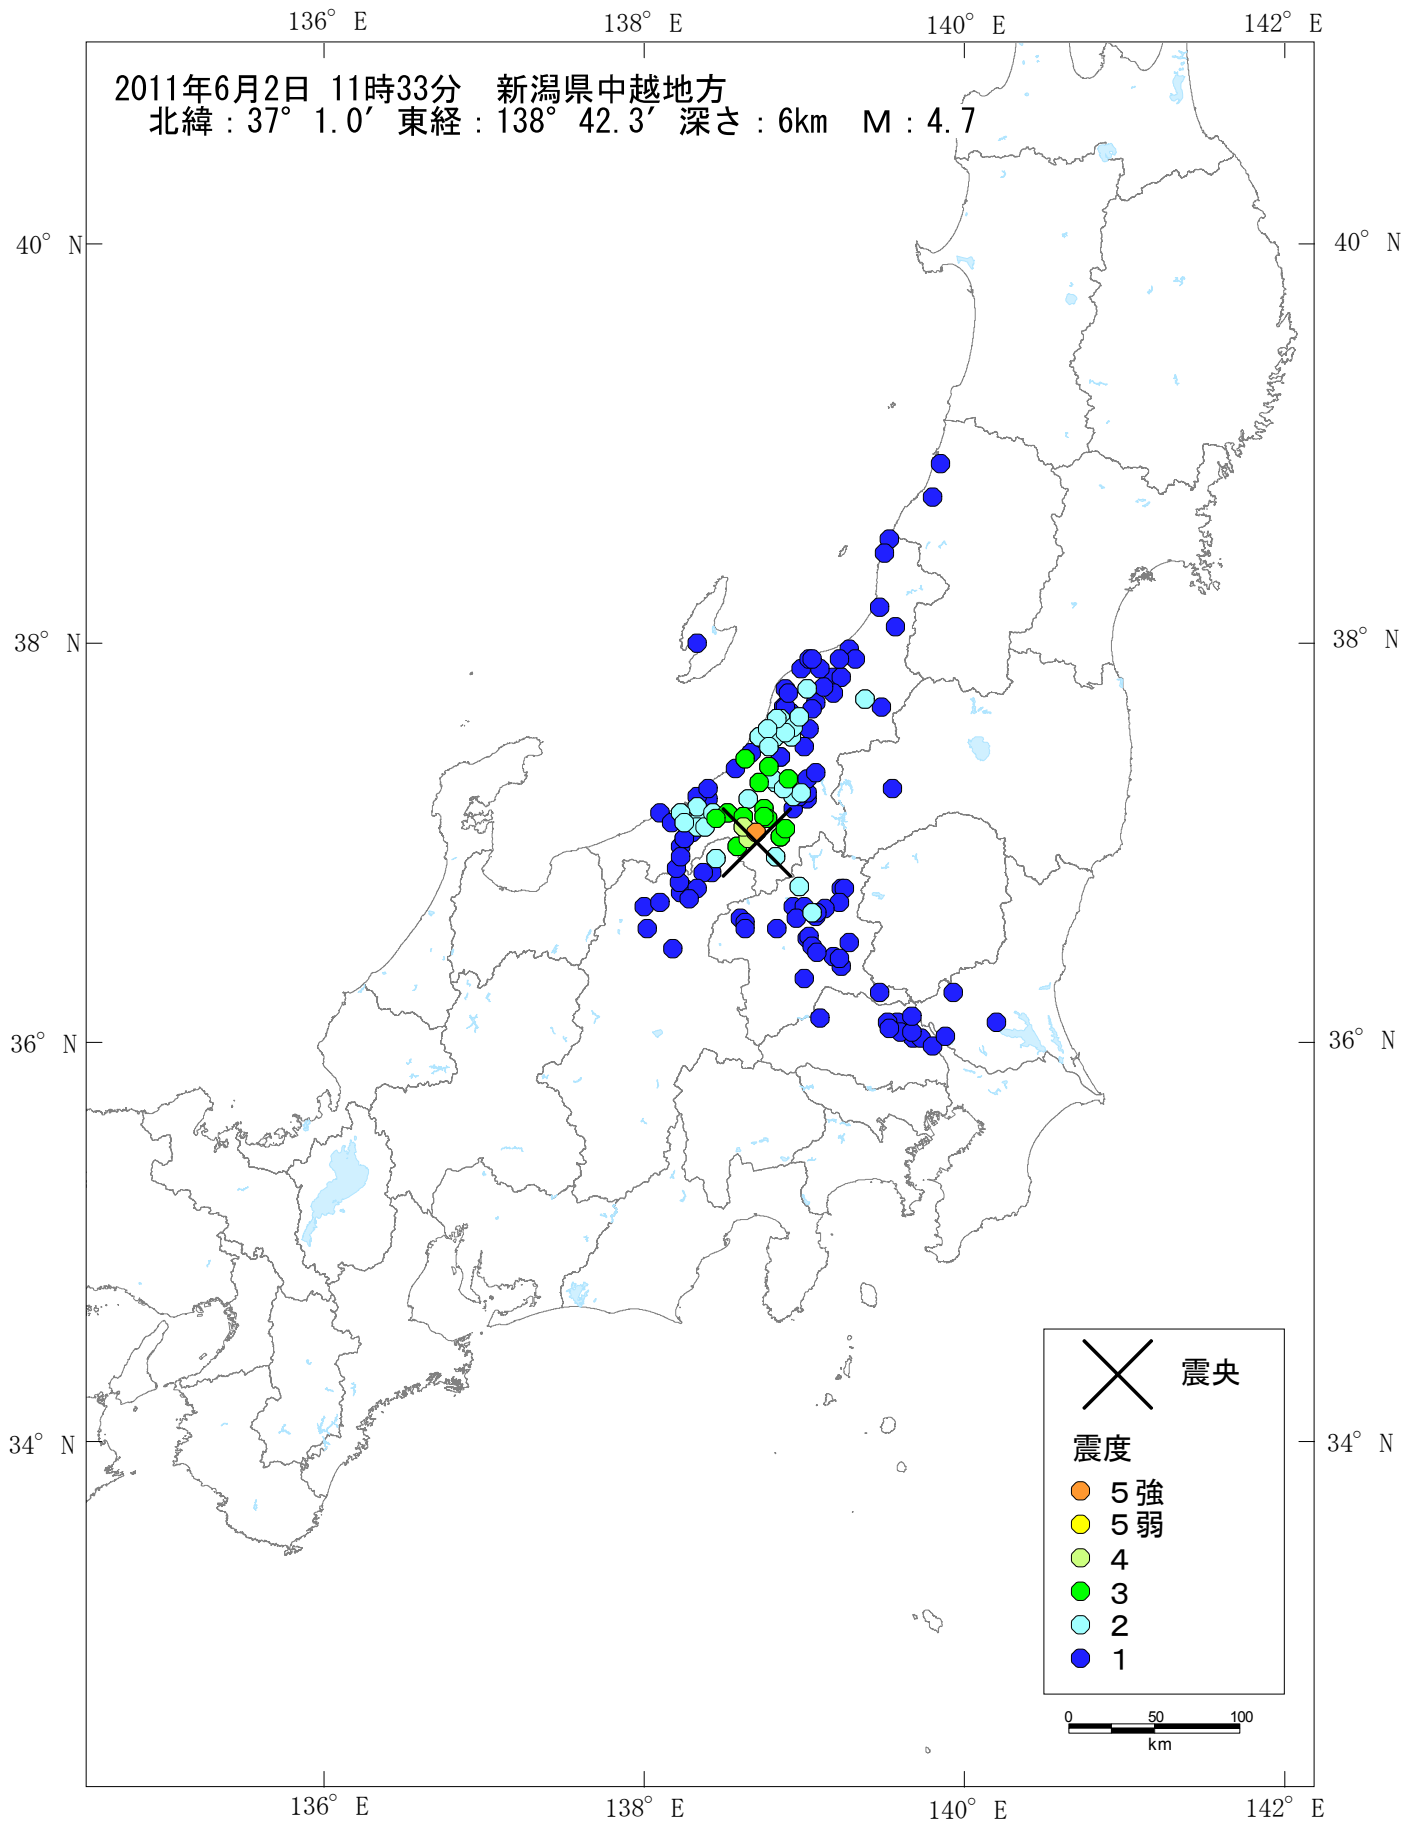 136° E 138° E 140° E 142° E
2011年6月2日 11時33分 新潟県中越地方
北緯：37° 1.0′ 東経：138° 42.3′ 深さ：6km Ｍ：4.7
40° N 40° N
38° N 38° N
36° N 36° N
34° N 34° N
震央
震度
５強
５弱
４
３
２
１
0 50 100
km
136° E 138° E 140° E 142° E